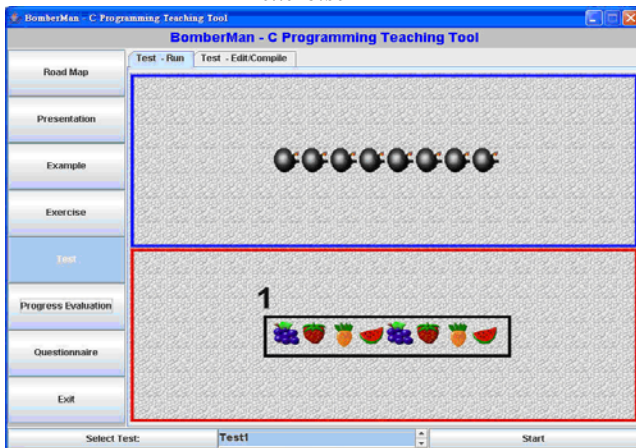 BomberMan - C Programming Teaching Tool
BomberMan - C Programming Teaching Tool
Test - Run
Test - Edit/Compile
Road Map
Presentation
Example
Exercise
Test
Progress Evaluation
Questionnaire
Exit
1
Select Test:
Test1
Start